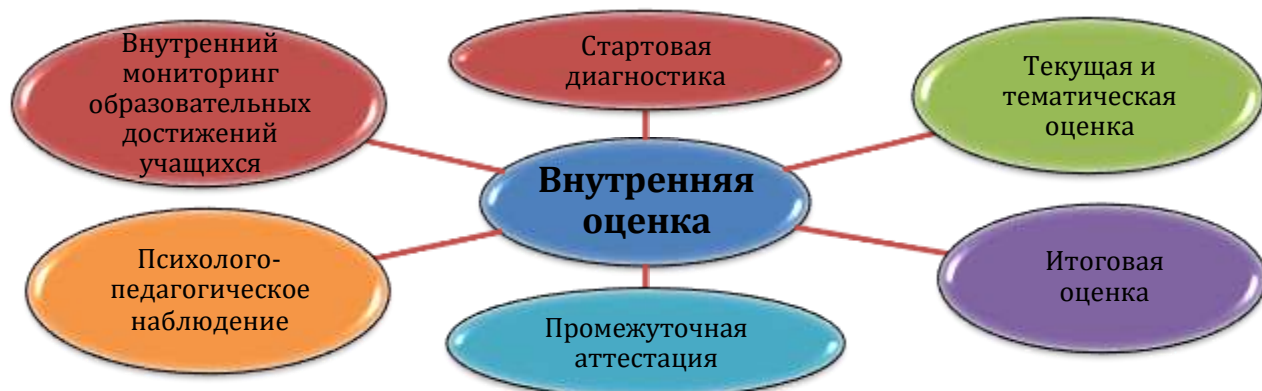 Внутренний
мониторинг
образовательных
достижений
учащихся
Стартовая
диагностика
Текущая и
тематическая
оценка
Внутренняя
оценка
Психолого-
педагогическое
наблюдение
Промежуточная
аттестация
Итоговая
оценка